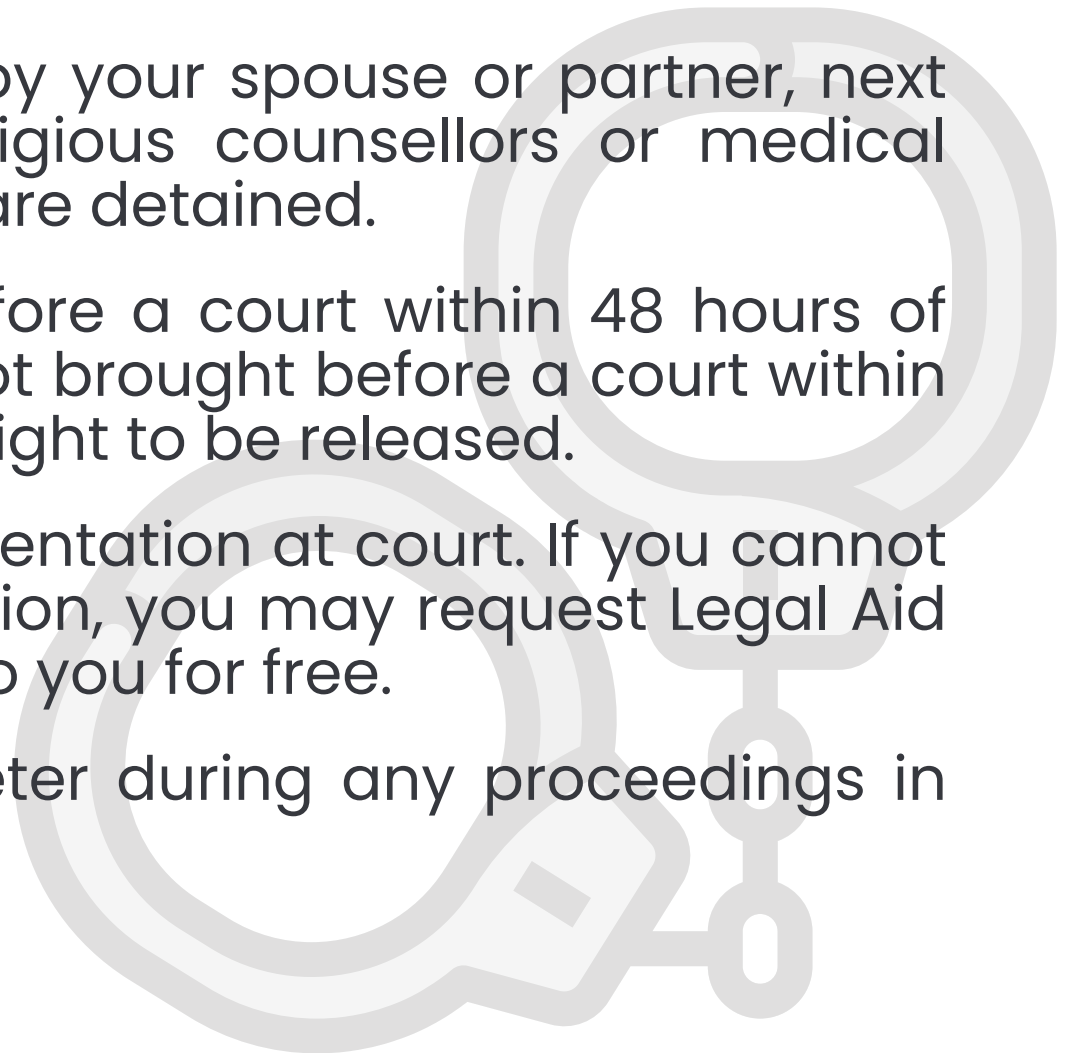 by your spouse or partner, next
igious counsellors or medical
are detained.
fore a court within 48 hours of
ot brought before a court within
ight to be released.
entation at court. If you cannot
ion, you may request Legal Aid
o you for free.
eter during any proceedings in